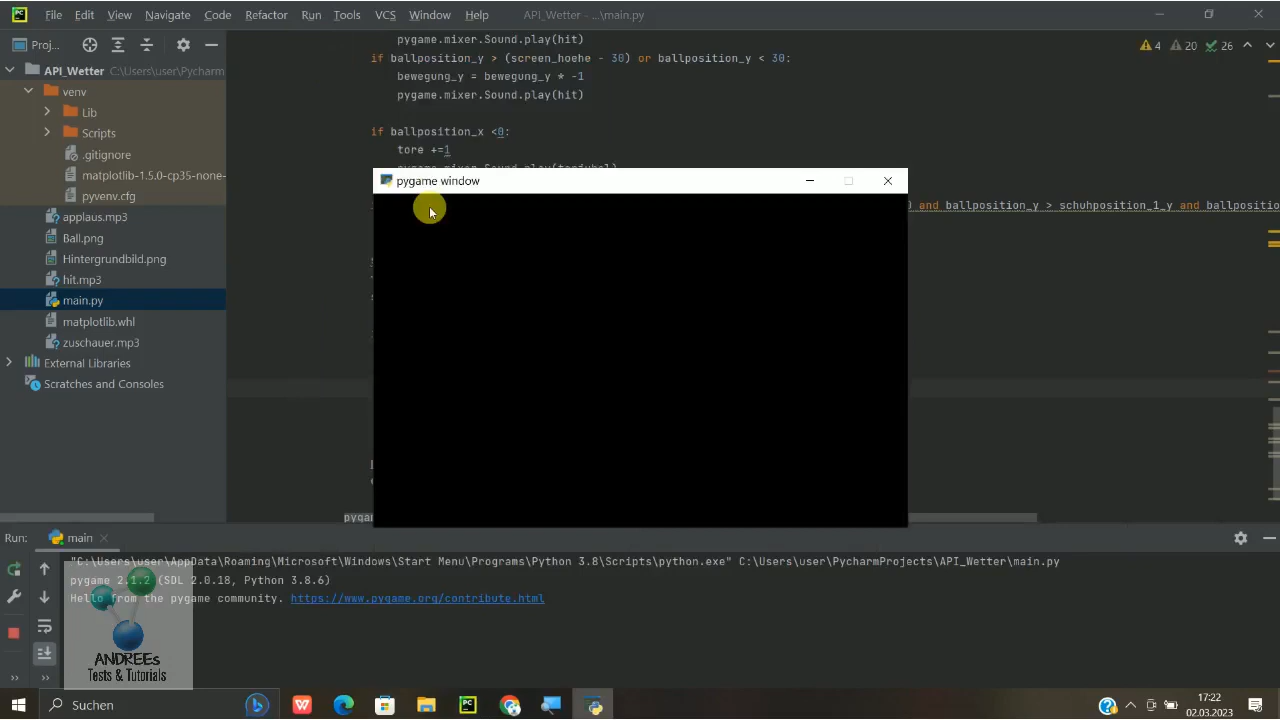 File Edit View Navigate Code Refactor Run Tools VCS Window Help API_Wetter - ...\main.py
Proj...
4 20 26
API_Wetter C:\Users\user\Pycharm
venv
Lib
Scripts
.gitignore
matplotlib-1.5.0-cp35-none-
pyvenv.cfg
applaus.mp3
Ball.png
Hintergrundbild.png
hit.mp3
main.py
matplotlib.whl
zuschauer.mp3
External Libraries
Scratches and Consoles
pygame.mixer.Sound.play(hit)
if ballposition_y > (screen_hoehe - 30) or ballposition_y < 30:
bewegung_y = bewegung_y * -1
pygame.mixer.Sound.play(hit)
if ballposition_x <0:
tore +=1
pygame window
) and ballposition_y > schuhposition_1_y and ballpositio
pygam
Run: main
"C:\Users\user\AppData\Roaming\Microsoft\Windows\Start Menu\Programs\Python 3.8\Scripts\python.exe" C:\Users\user\PycharmProjects\API_Wetter\main.py
pygame 2.1.2 (SDL 2.0.18, Python 3.8.6)
Hello from the pygame community. https://www.pygame.org/contribute.html
ANDREEs
Tests & Tutorials
Suchen
17:22
02.03.2023